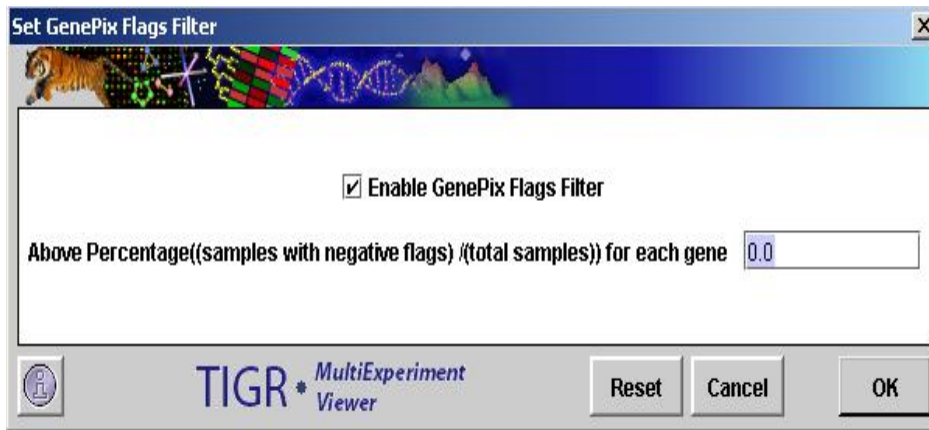 Set GenePix Flags Filter
Enable GenePix Flags Filter
Above Percentage((samples with negative flags) /(total samples)) for each gene 0.0
TIGR • MultiExperiment
Viewer
Reset Cancel OK